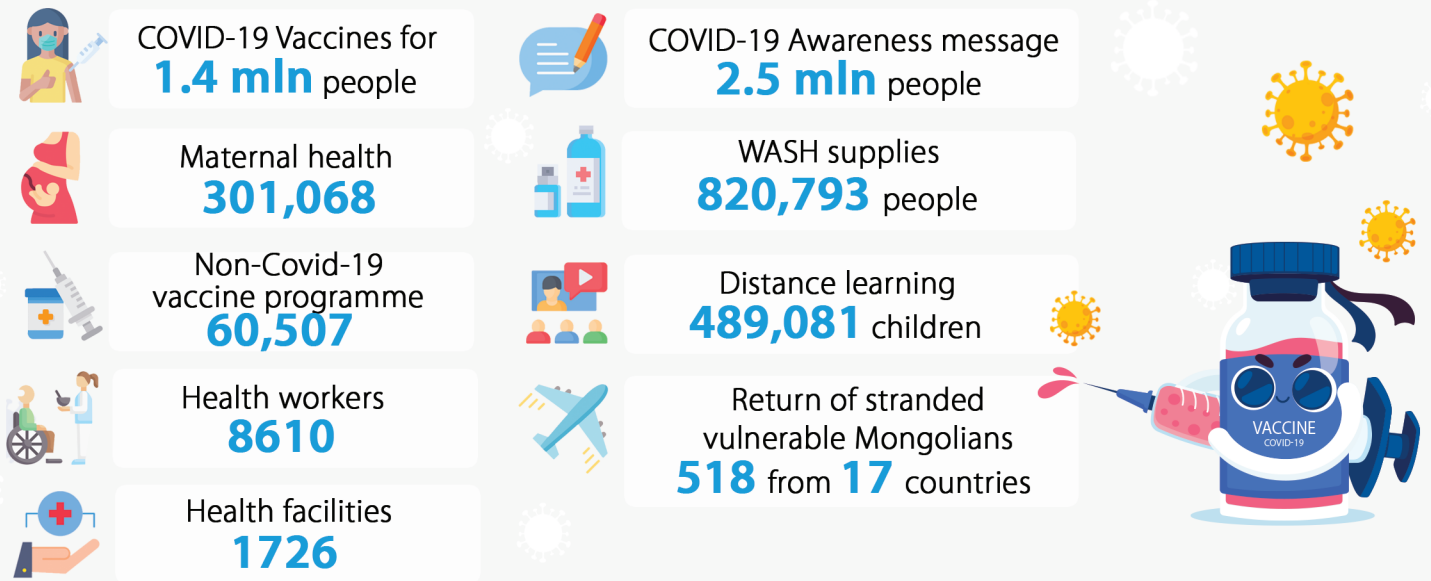 COVID-19 Vaccines for
1.4 mln people
Maternal health
301,068
Non-Covid-19
vaccine programme
60,507
Health workers
8610
Health facilities
1726
COVID-19 Awareness message
2.5 mln people
WASH supplies
820,793 people
Distance learning
489,081 children
Return of stranded
vulnerable Mongolians
518 from 17 countries
VACCINE
COVID-19